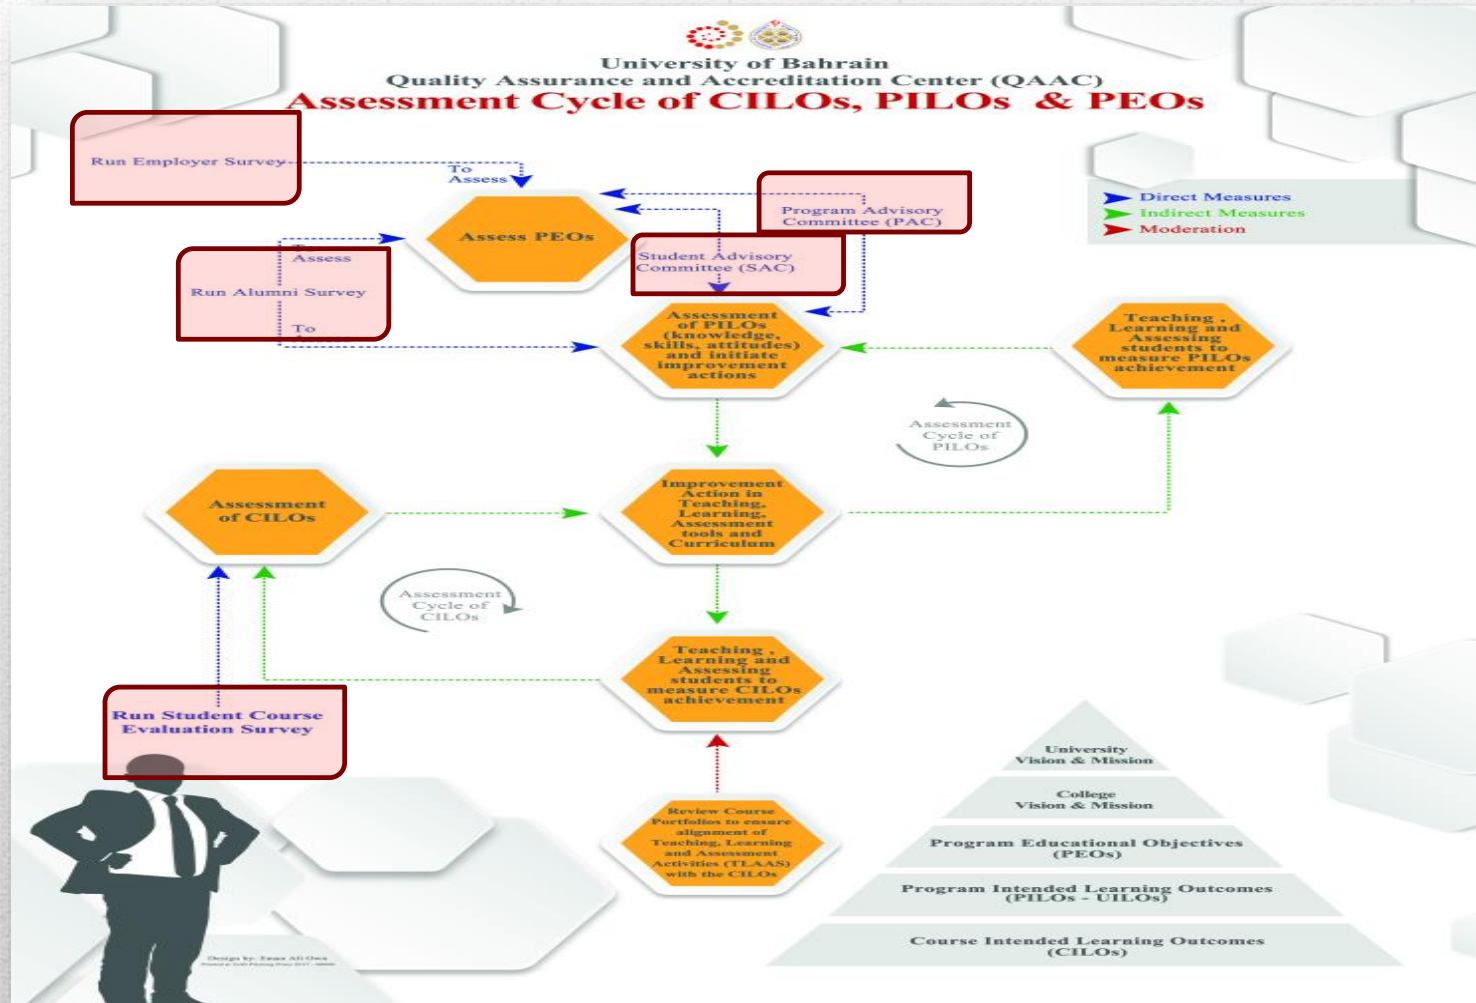 University of Bahrain
Quality Assurance and Accreditation Center (QAAC)
Assessment Cycle of CILOs, PILOs & PEOs
Run Employer Survey
To
Assess
Assess PEOs
Program Advisory
Committee (PAC)
Direct Measures
Indirect Measures
Moderation
To
Assess
Student Advisory
Committee (SAC)
Run Alumni Survey
To
Assess
Assessment
of PILOs
(knowledge,
skills, attitudes)
and initiate
improvement
actions
Teaching ,
Learning and
Assessing
students to
measure PILOs
achievement
Assessment
Cycle of
PILOs
Assessment
of CILOs
Improvement
Action in
Teaching,
Learning,
Assessment
tools and
Curriculum
Assessment
Cycle of
CILOs
Teaching ,
Learning and
Assessing
students to
measure CILOs
achievement
Run Student Course
Evaluation Survey
Review Course
Portfolios to ensure
alignment of
Teaching, Learning
and Assessment
Activities (TLAAS)
with the CILOs
University
Vision & Mission
College
Vision & Mission
Program Educational Objectives
(PEOs)
Program Intended Learning Outcomes
(PILOs - UILOs)
Course Intended Learning Outcomes
(CILOs)
Design by: